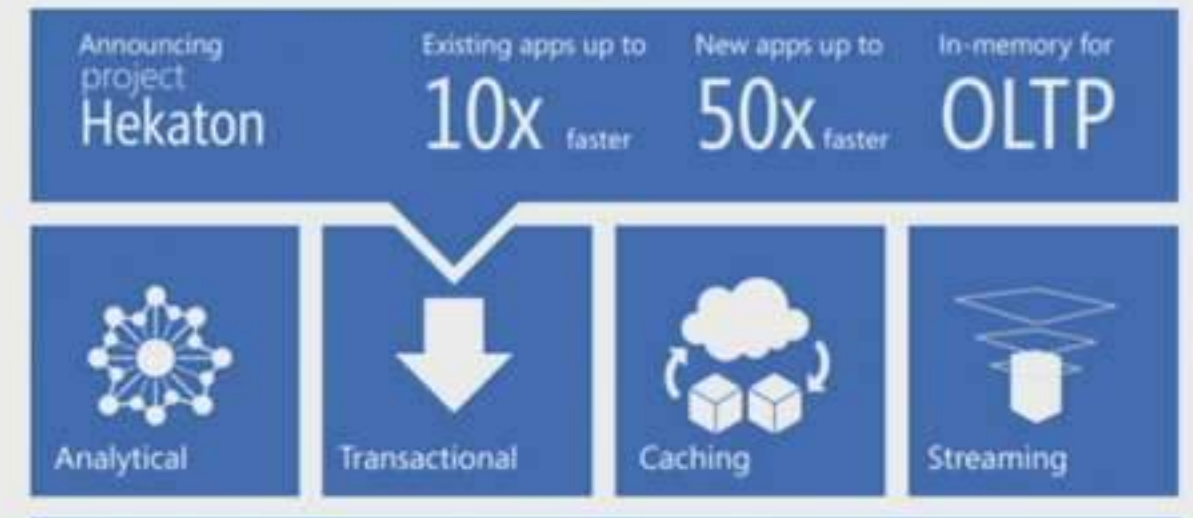 Announcing
project
Hekaton
Existing apps up to
10x faster
New apps up to
50x faster
In-memory for
OLTP
Analytical
Transactional
Caching
Streaming